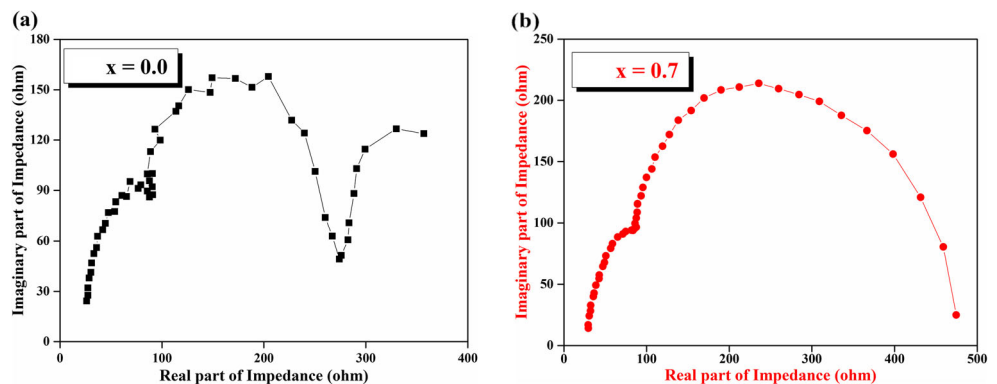 (a)
x = 0.0
Imaginary part of Impedance (ohm)
180
150
120
90
60
30
0
0 100 200 300 400
Real part of Impedance (ohm)
(b)
x = 0.7
Imaginary part of Impedance (ohm)
250
200
150
100
50
0
0 100 200 300 400 500
Real part of Impedance (ohm)